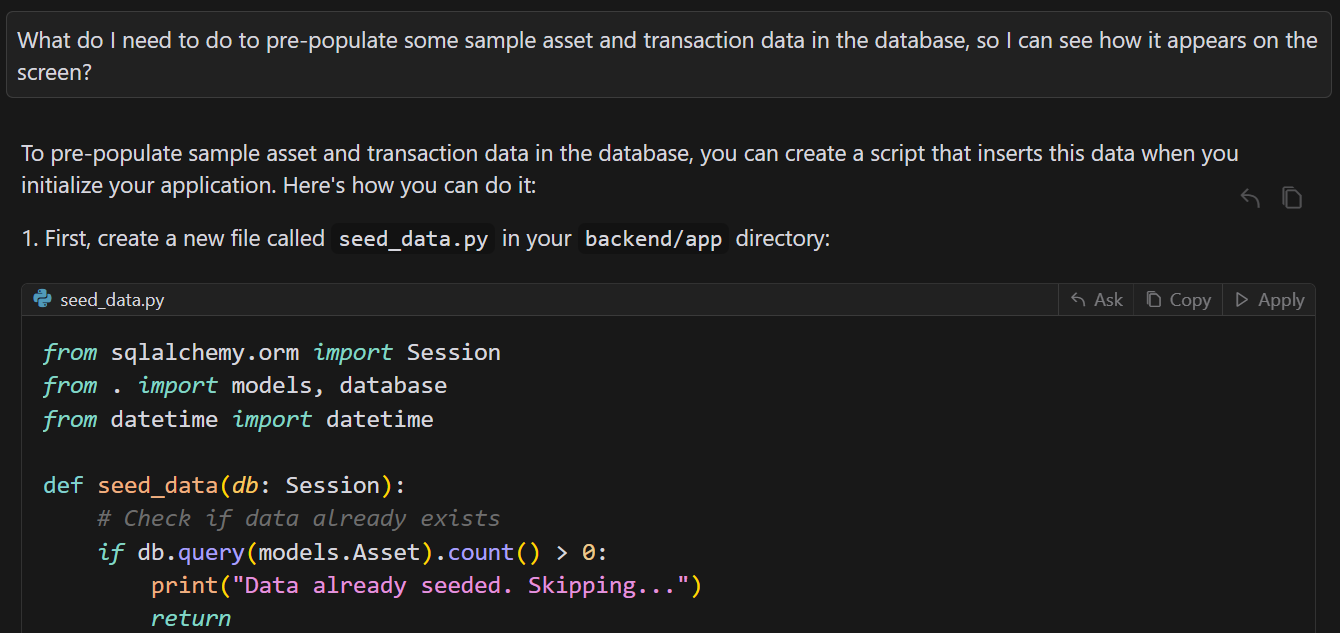 What do I need to do to pre-populate some sample asset and transaction data in the database, so I can see how it appears on the
screen?
To pre-populate sample asset and transaction data in the database, you can create a script that inserts this data when you
initialize your application. Here's how you can do it:
1. First, create a new file called seed_data.py in your backend/app directory:
seed_data.py Ask Copy Apply
from sqlalchemy.orm import Session
from . import models, database
from datetime import datetime
def seed_data(db: Session):
    # Check if data already exists
    if db.query(models.Asset).count() > 0:
        print("Data already seeded. Skipping...")
        return